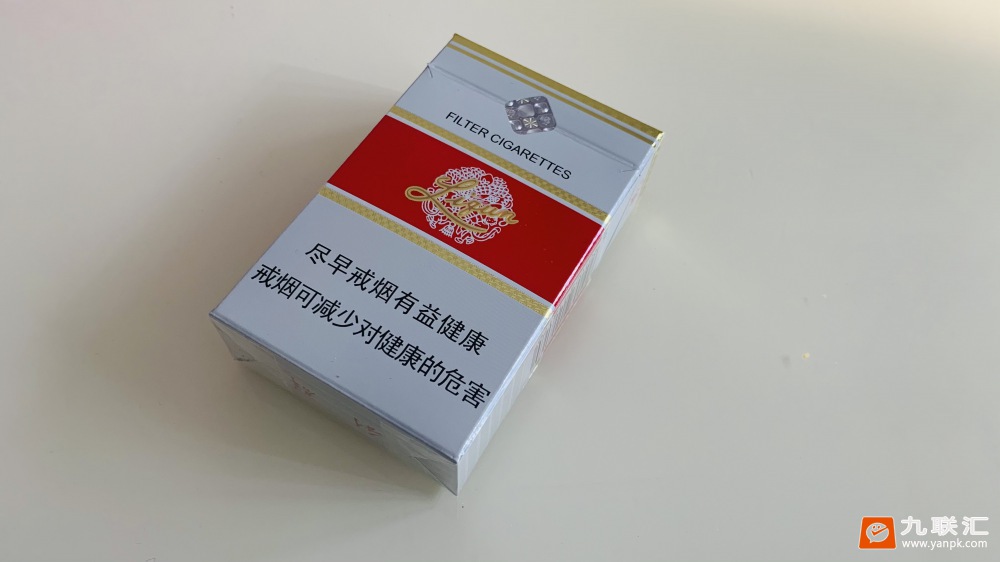 FILTER CIGARETTES
Liqun
尽早戒烟有益健康
戒烟可减少对健康的危害
九联汇
www.yanpk.com